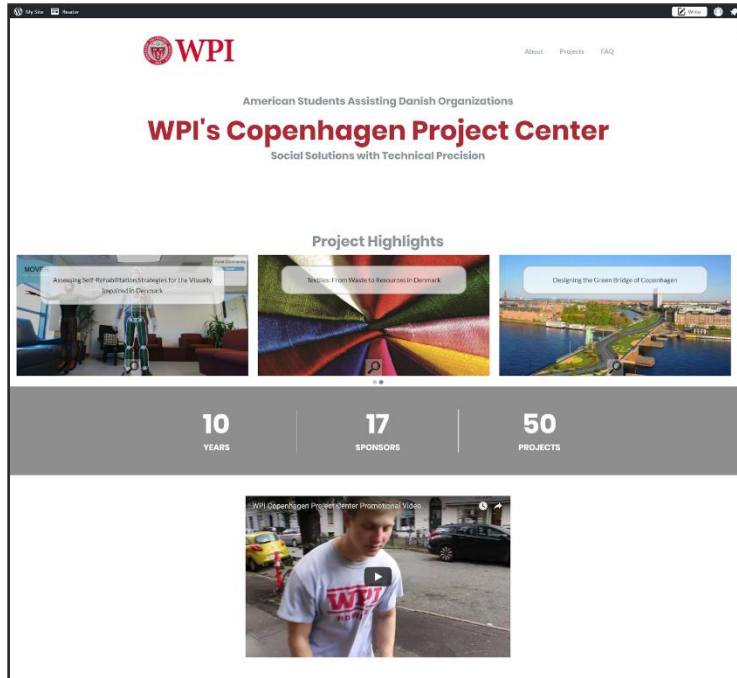 My Site Reader Write
WPI
About Projects FAQ
American Students Assisting Danish Organizations
WPI's Copenhagen Project Center
Social Solutions with Technical Precision
Project Highlights
Assessing Self-Rehabilitation Strategies for the Visually
Impaired in Denmark
Textiles: From Waste to Resources in Denmark
Designing the Green Bridge of Copenhagen
10 17 50
YEARS SPONSORS PROJECTS
WPI Copenhagen Project Center Promotional Video
WPI